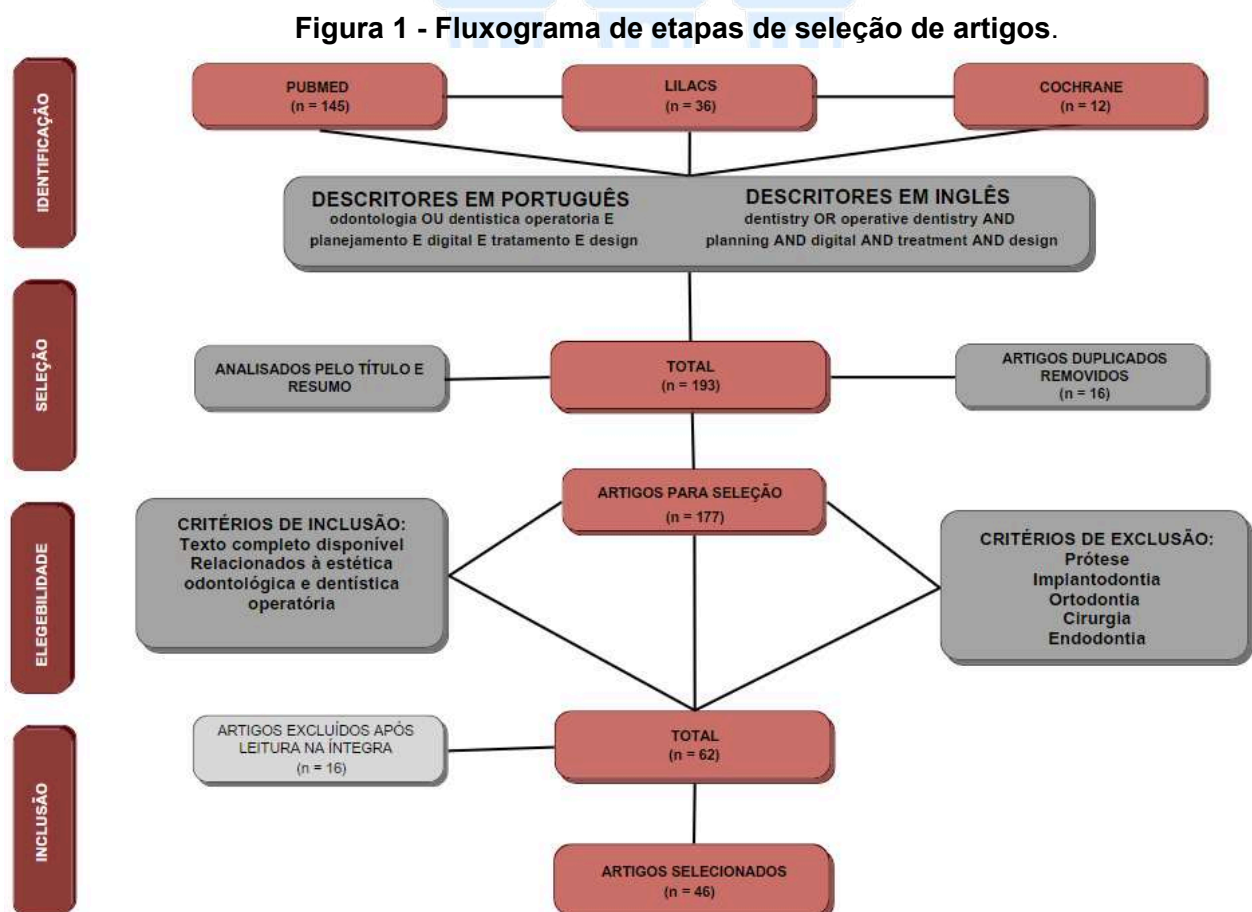 Figura 1 - Fluxograma de etapas de seleção de artigos.
IDENTIFICAÇÃO
PUBMED
(n = 145)
LILACS
(n = 36)
COCHRANE
(n = 12)
DESCRITORES EM PORTUGUÊS
odontologia OU dentistica operatoria E
planejamento E digital E tratamento E design
DESCRITORES EM INGLÊS
dentistry OR operative dentistry AND
planning AND digital AND treatment AND design
SELEÇÃO
ANALISADOS PELO TÍTULO E
RESUMO
TOTAL
(n = 193)
ARTIGOS DUPLICADOS
REMOVIDOS
(n = 16)
ARTIGOS PARA SELEÇÃO
(n = 177)
ELEGEBILIDADE
CRITÉRIOS DE INCLUSÃO:
Texto completo disponível
Relacionados à estética
odontológica e dentística
operatória
CRITÉRIOS DE EXCLUSÃO:
Prótese
Implantodontia
Ortodontia
Cirurgia
Endodontia
INCLUSÃO
ARTIGOS EXCLUÍDOS APÓS
LEITURA NA ÍNTEGRA
(n = 16)
TOTAL
(n = 62)
ARTIGOS SELECIONADOS
(n = 46)